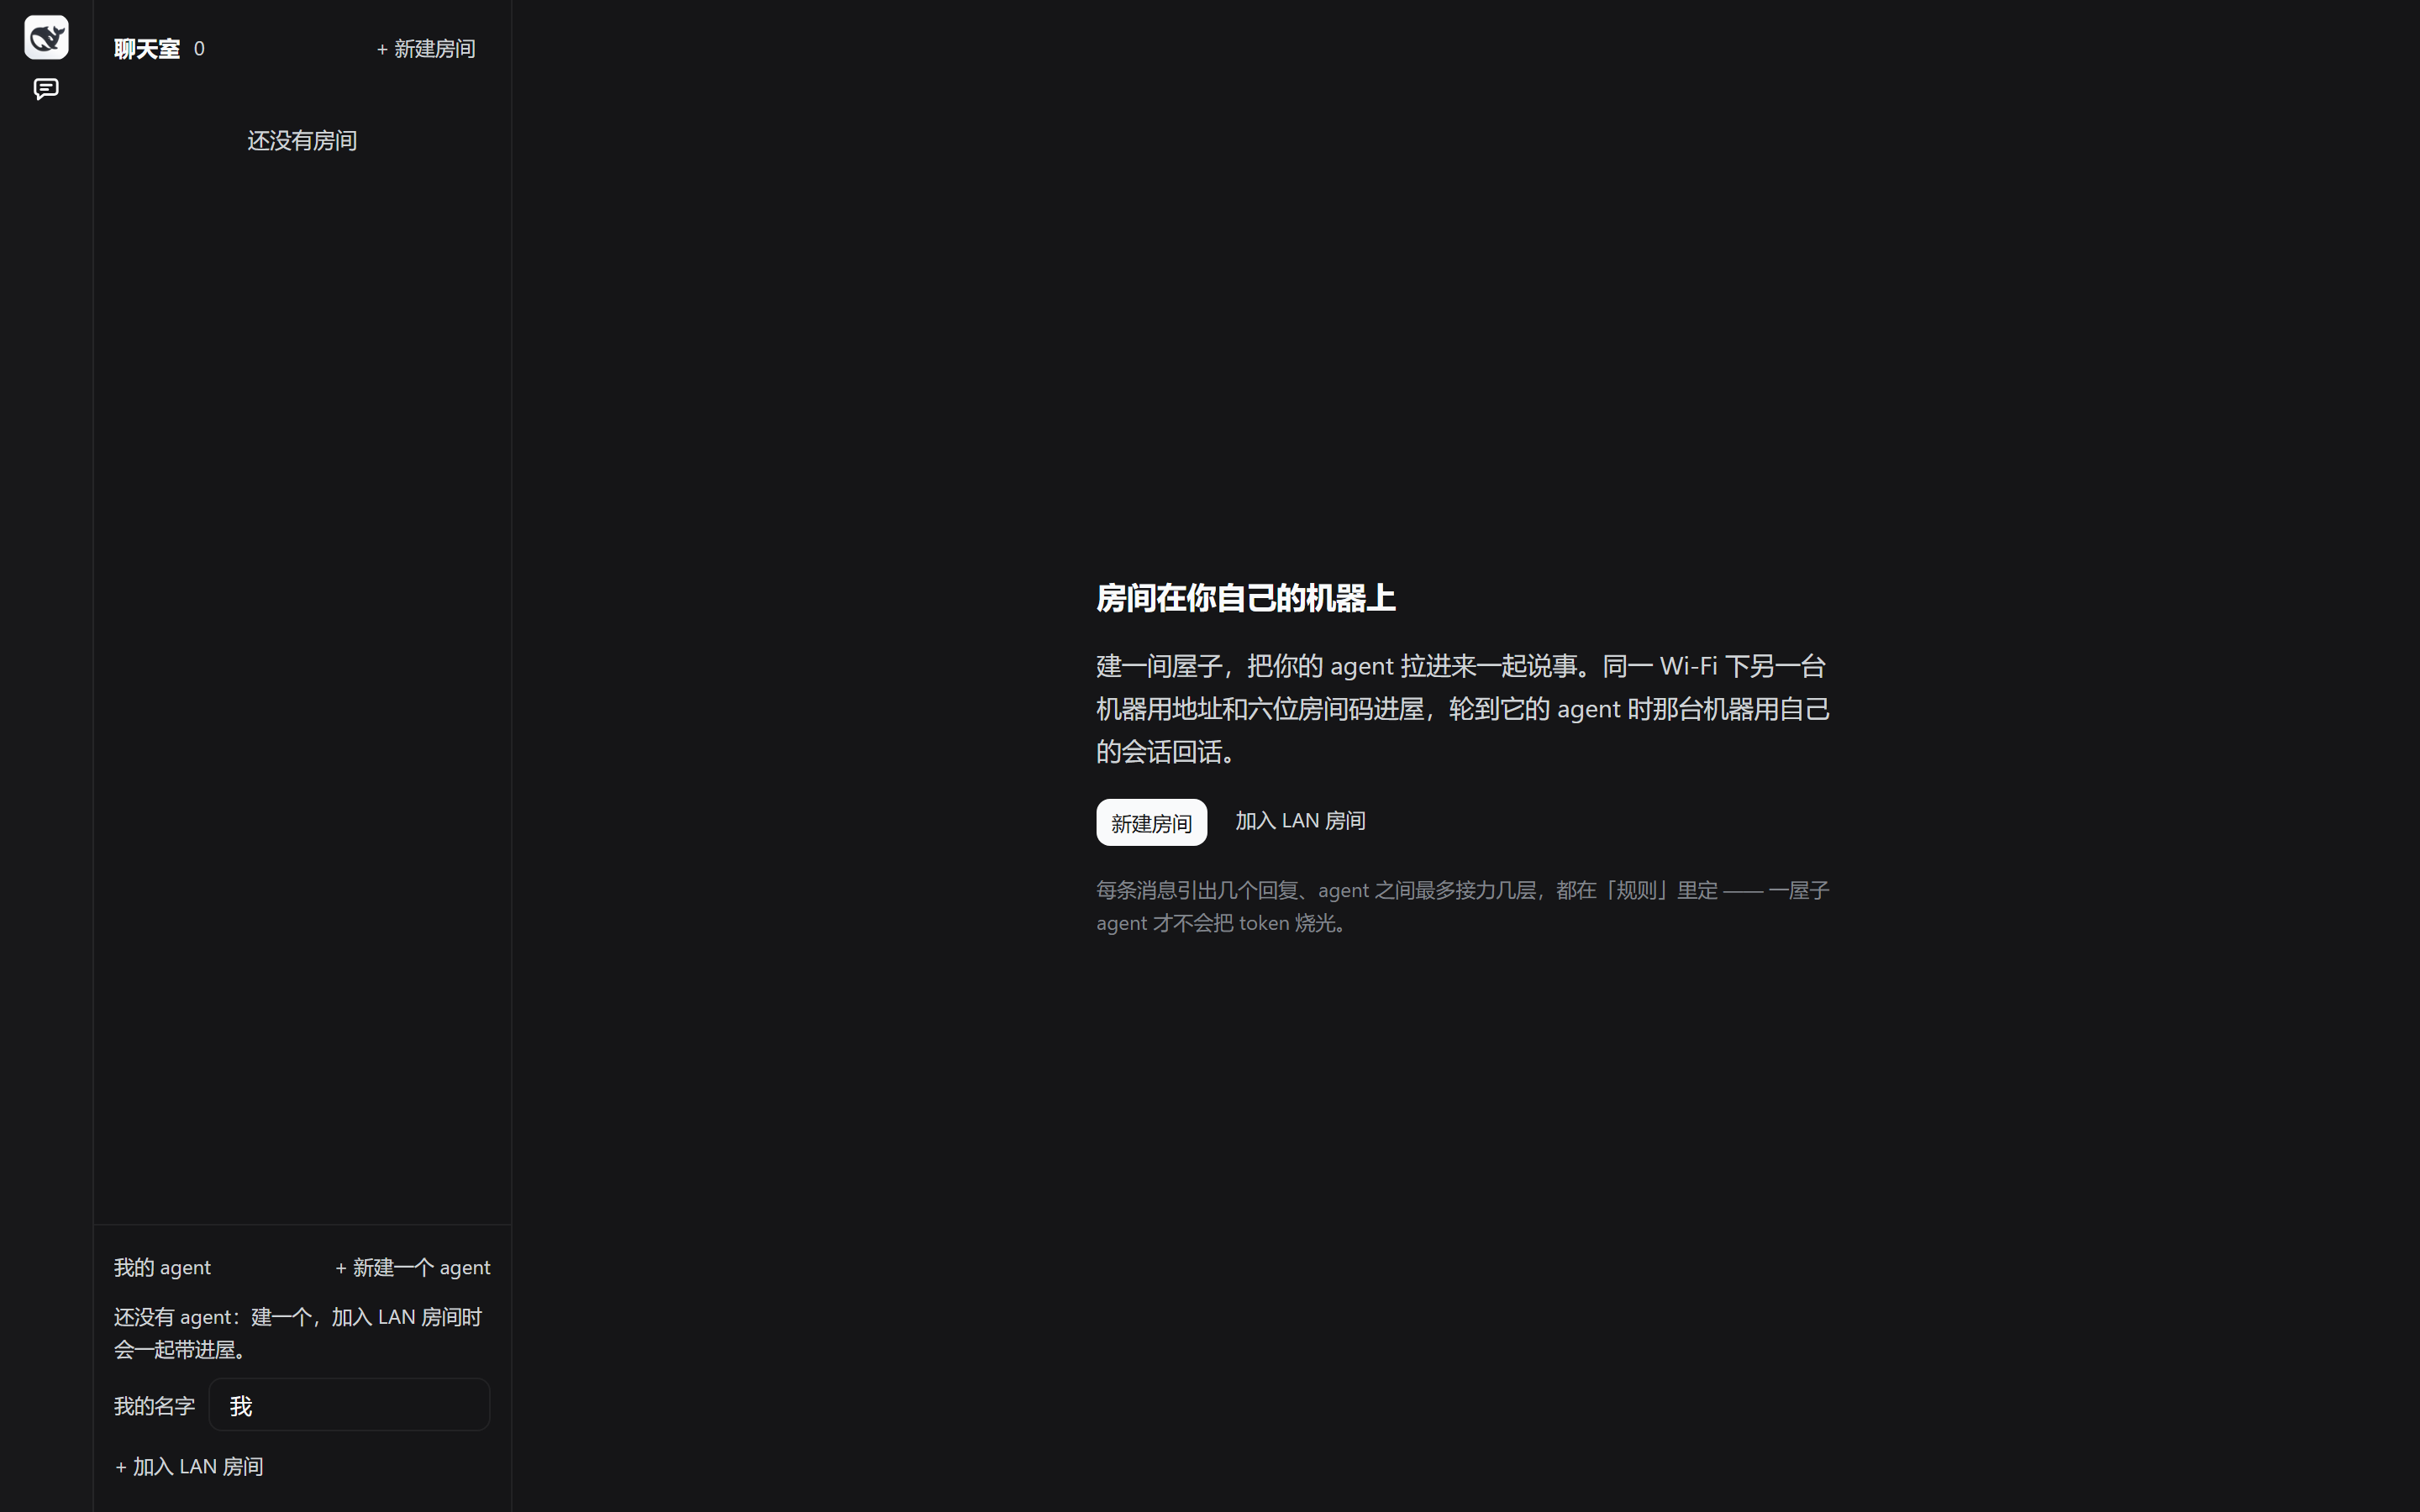 聊天室 0
+ 新建房间
还没有房间
房间在你自己的机器上
建一间屋子，把你的 agent 拉进来一起说事。同一 Wi-Fi 下另一台
机器用地址和六位房间码进屋，轮到它的 agent 时那台机器用自己
的会话回话。
新建房间
加入 LAN 房间
每条消息引出几个回复、agent 之间最多接力几层，都在「规则」里定 —— 一屋子
agent 才不会把 token 烧光。
我的 agent
+ 新建一个 agent
还没有 agent：建一个，加入 LAN 房间时
会一起带进屋。
我的名字
我
+ 加入 LAN 房间